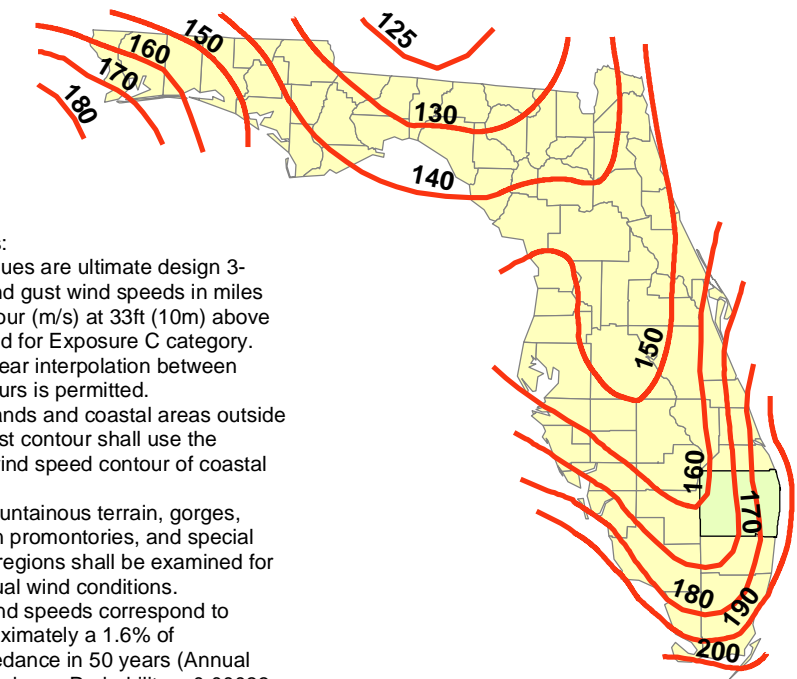 125
150
160
170
180
130
140
s:
ues are ultimate design 3-
nd gust wind speeds in miles
our (m/s) at 33ft (10m) above
d for Exposure C category.
ear interpolation between
urs is permitted.
ands and coastal areas outside
st contour shall use the
vind speed contour of coastal
untainous terrain, gorges,
n promontories, and special
regions shall be examined for
ual wind conditions.
nd speeds correspond to
ximately a 1.6% of
edance in 50 years (Annual
150
160
170
180
190
200